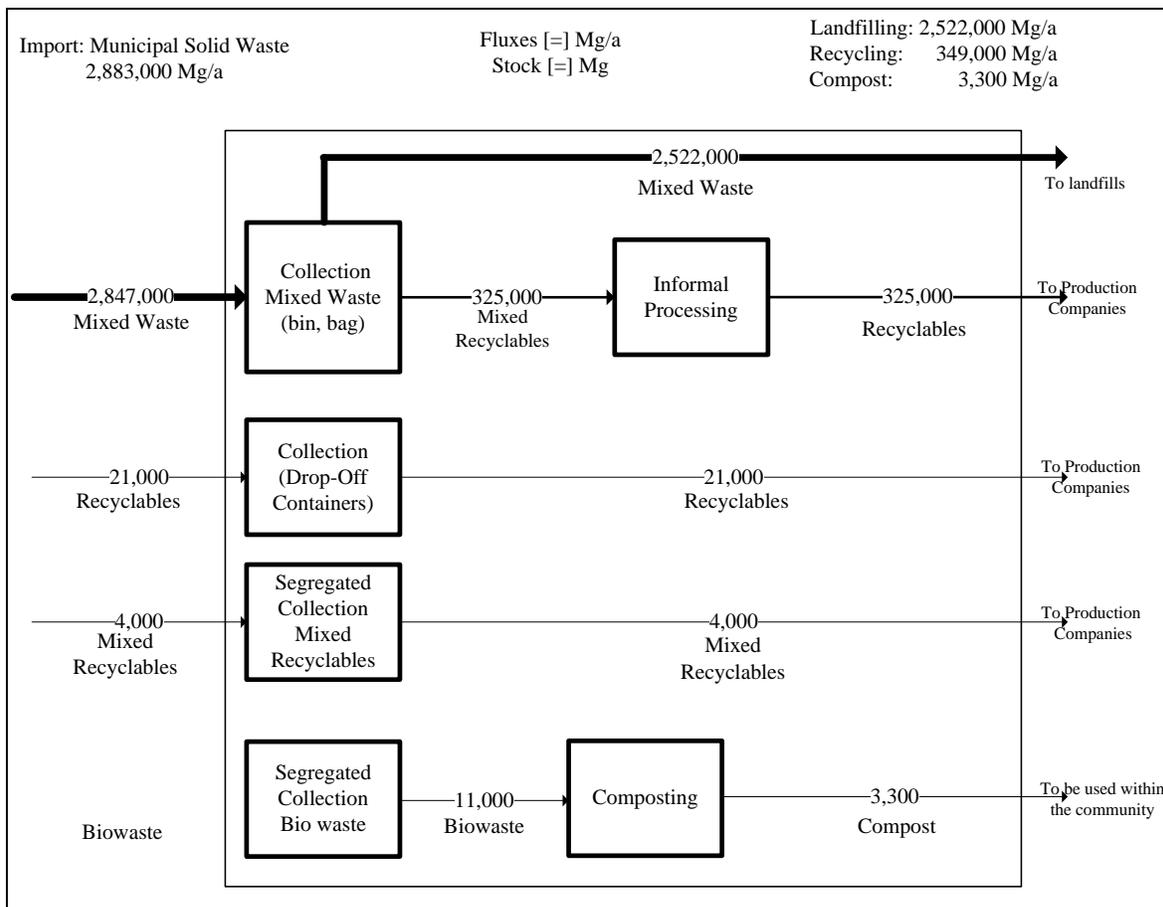 Import: Municipal Solid Waste
2,883,000 Mg/a
Fluxes [=] Mg/a
Stock [=] Mg
Landfilling: 2,522,000 Mg/a
Recycling: 349,000 Mg/a
Compost: 3,300 Mg/a
2,522,000
Mixed Waste
To landfills
2,847,000
Mixed Waste
Collection
Mixed Waste
(bin, bag)
325,000
Mixed
Recyclables
Informal
Processing
325,000
Recyclables
To Production
Companies
21,000
Recyclables
Collection
(Drop-Off
Containers)
21,000
Recyclables
To Production
Companies
4,000
Mixed
Recyclables
Segregated
Collection
Mixed
Recyclables
4,000
Mixed
Recyclables
To Production
Companies
Biowaste
Segregated
Collection
Bio waste
11,000
Biowaste
Composting
3,300
Compost
To be used within
the community